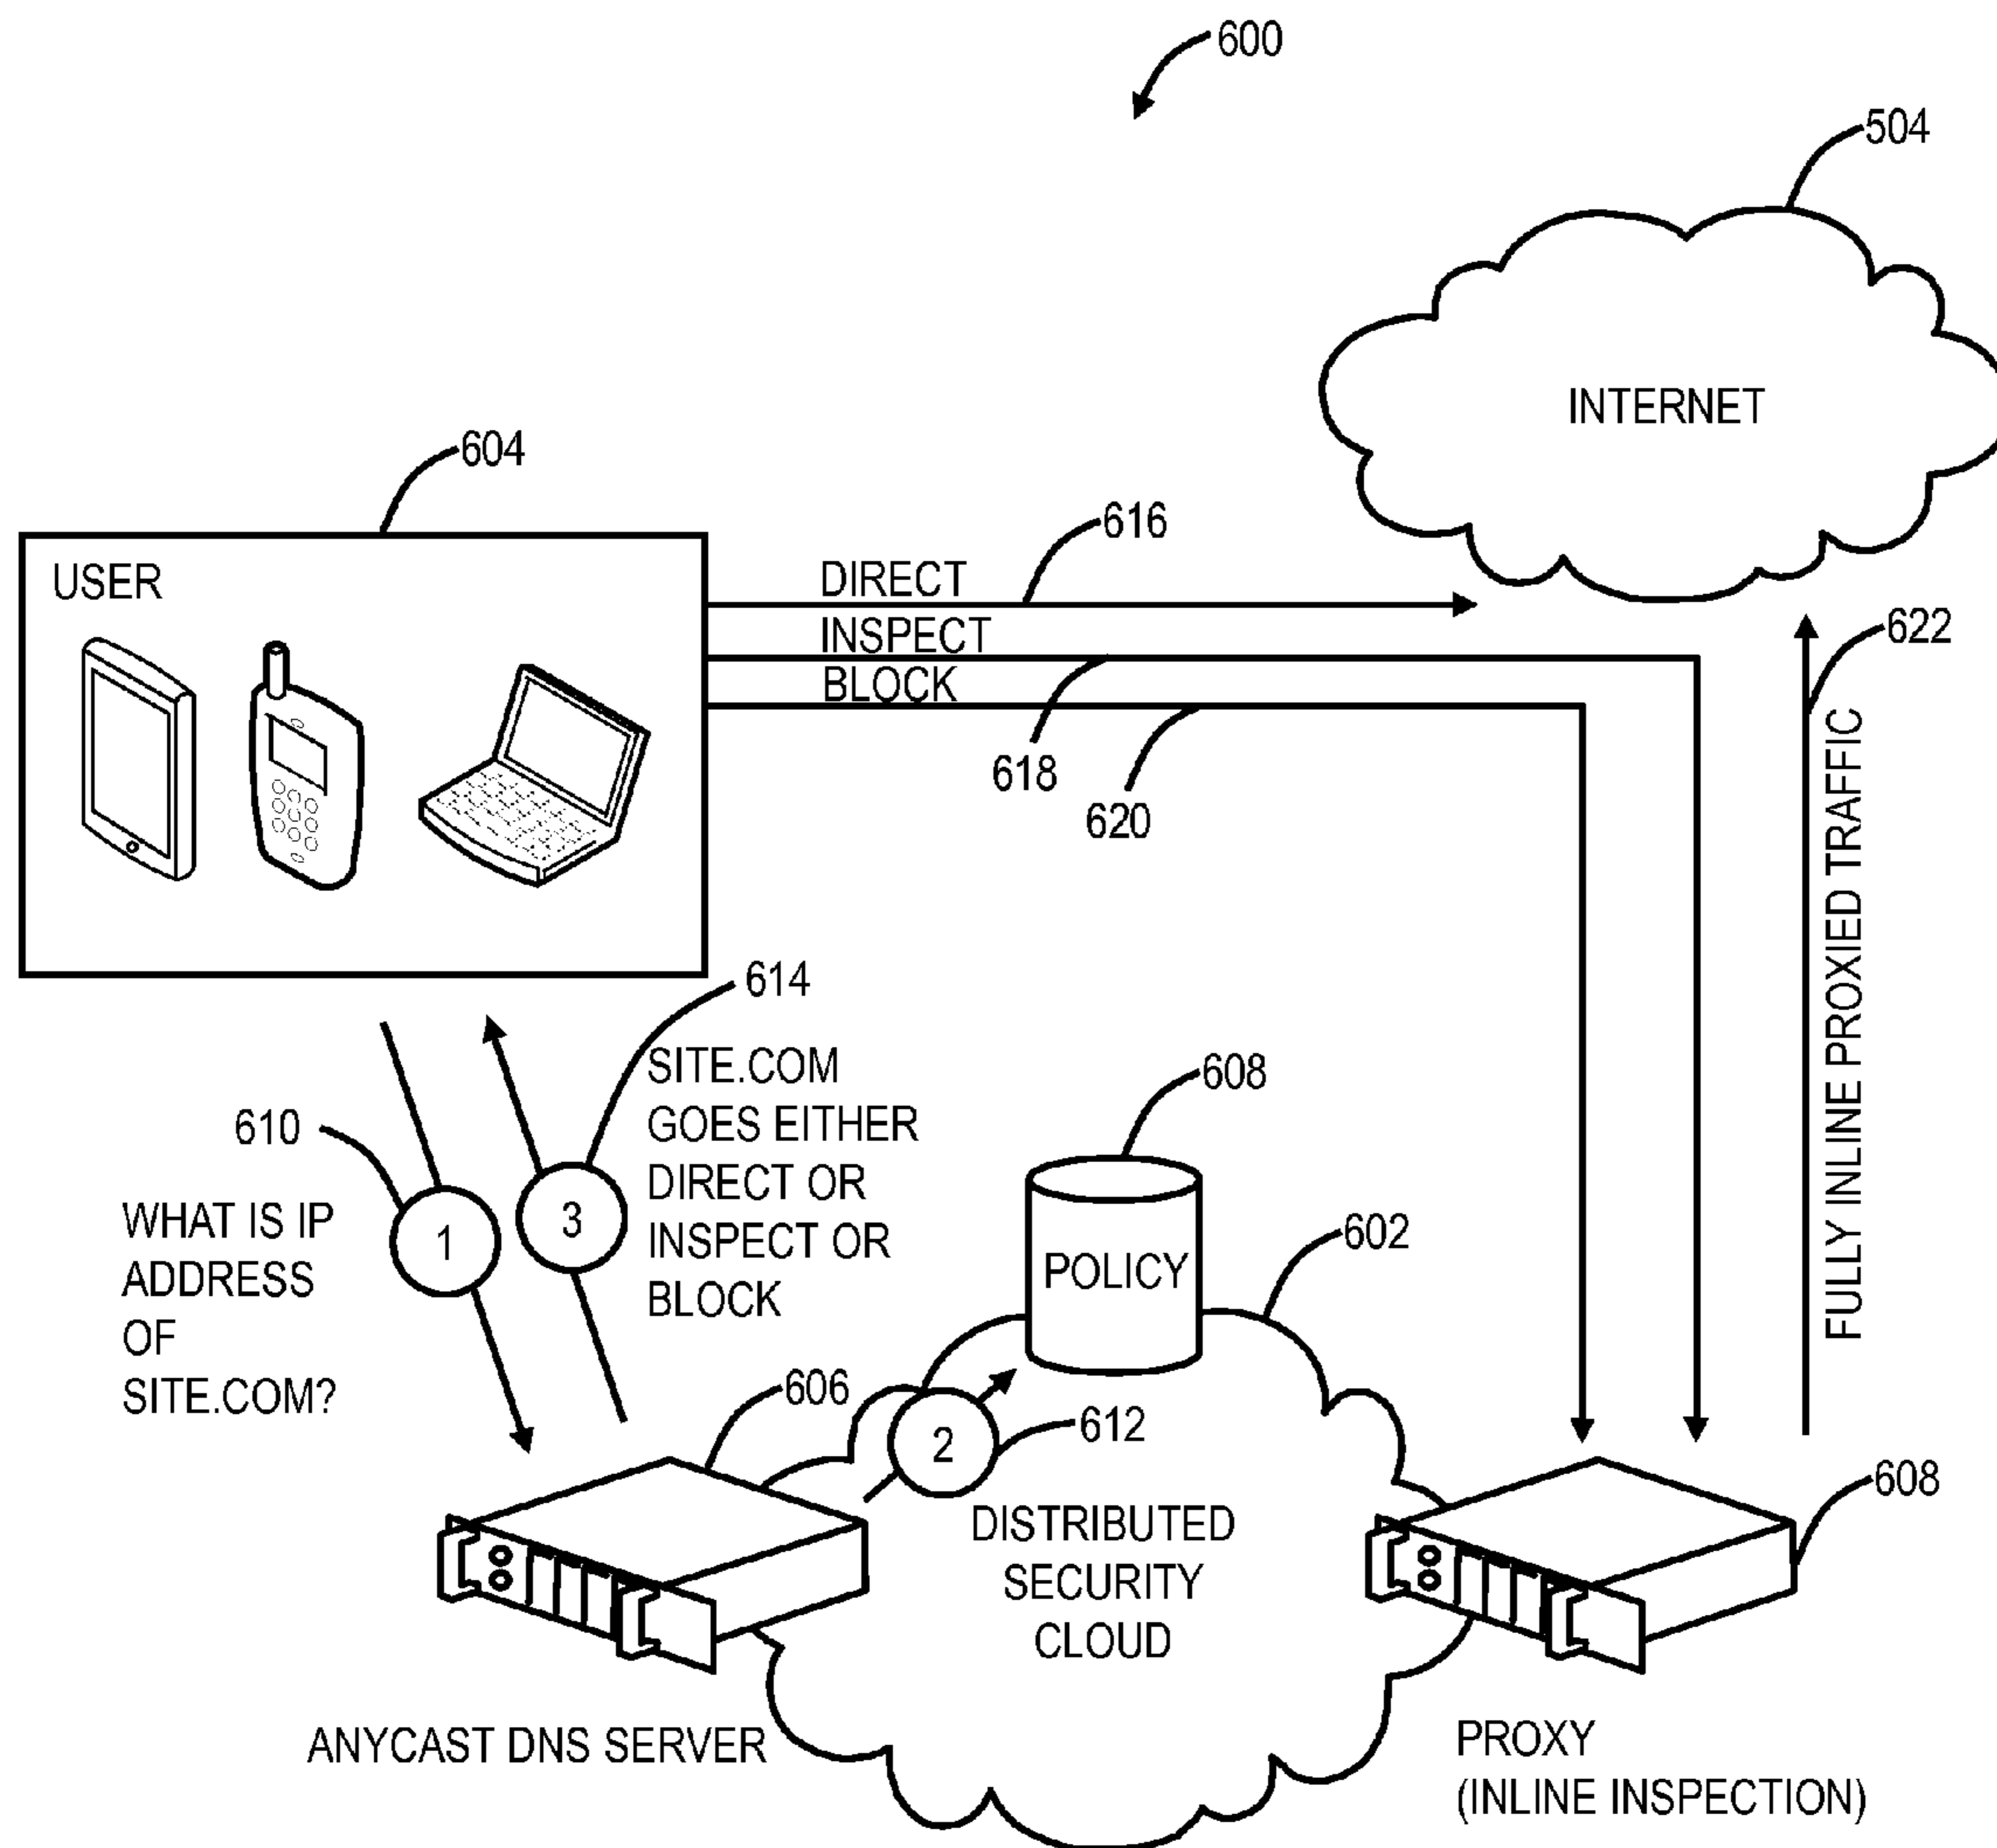 600
504
INTERNET
604
USER
616
DIRECT
INSPECT
BLOCK
618
620
622
FULLY INLINE PROXIED TRAFFIC
614
SITE.COM
GOES EITHER
DIRECT OR
INSPECT OR
BLOCK
610
WHAT IS IP
ADDRESS
OF
SITE.COM?
1
3
608
POLICY
602
606
2
612
DISTRIBUTED
SECURITY
CLOUD
608
ANYCAST DNS SERVER
PROXY
(INLINE INSPECTION)